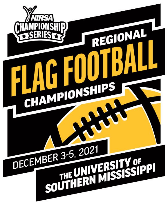 NIRSA
CHAMPIONSHIP
SERIES
REGIONAL
FLAG FOOTBALL
CHAMPIONSHIPS
DECEMBER 3-5, 2021
THE UNIVERSITY OF
SOUTHERN MISSISSIPPI